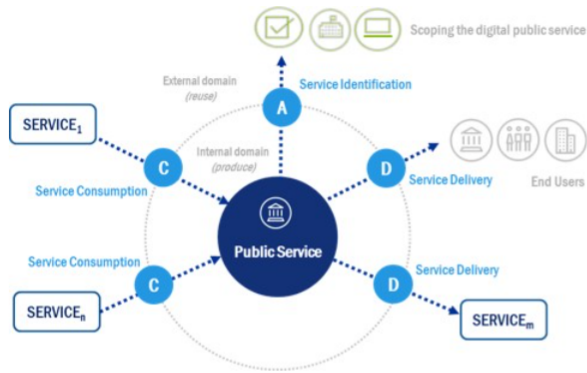 Scoping the digital public service
External domain
(reuse)
Service Identification
A
SERVICE1
Internal domain
(produce)
C
D
Service Consumption
Service Delivery
End Users
Public Service
Service Consumption
Service Delivery
C
D
SERVICEn
SERVICEm